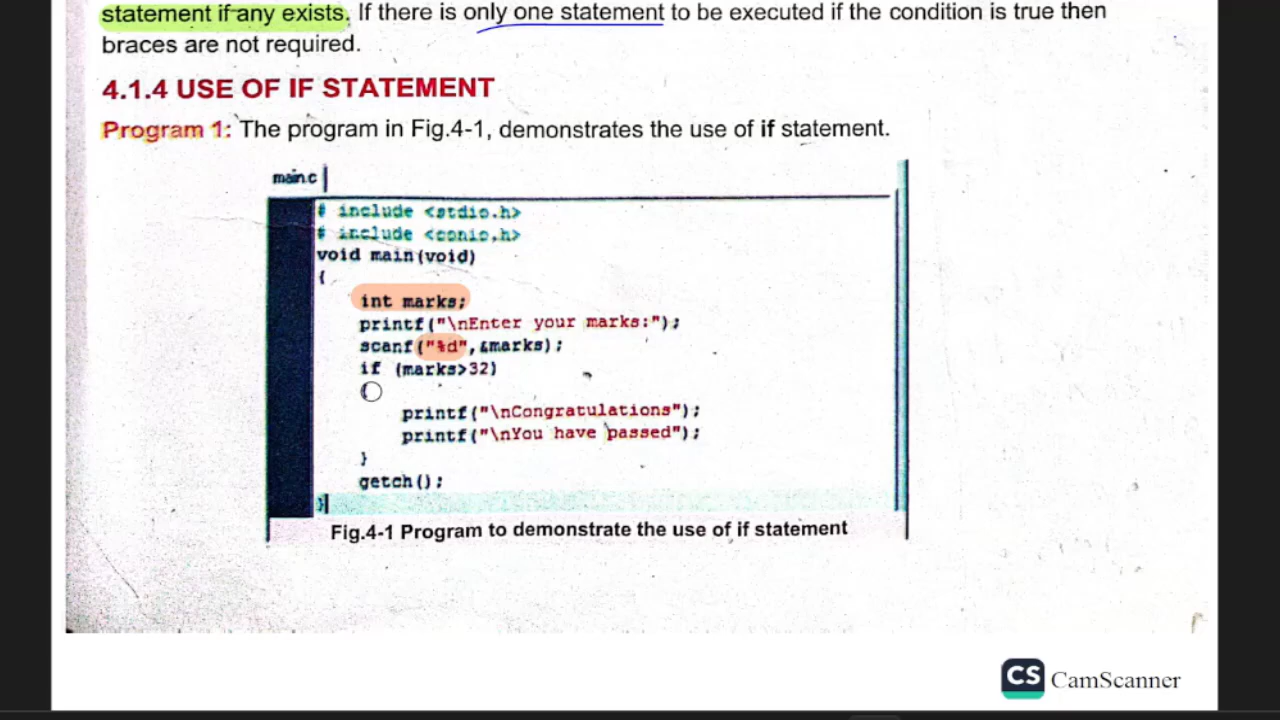 statement if any exists. If there is only one statement to be executed if the condition is true then
braces are not required.
4.1.4 USE OF IF STATEMENT
Program 1: The program in Fig.4-1, demonstrates the use of if statement.
main.c
# include <stdio.h>
# include <conio.h>
void main(void)
{
int marks;
printf("\nEnter your marks:");
scanf("%d",&marks);
if (marks>32)
{
printf("\nCongratulations");
printf("\nYou have passed");
}
getch();
}
Fig.4-1 Program to demonstrate the use of if statement
CS CamScanner